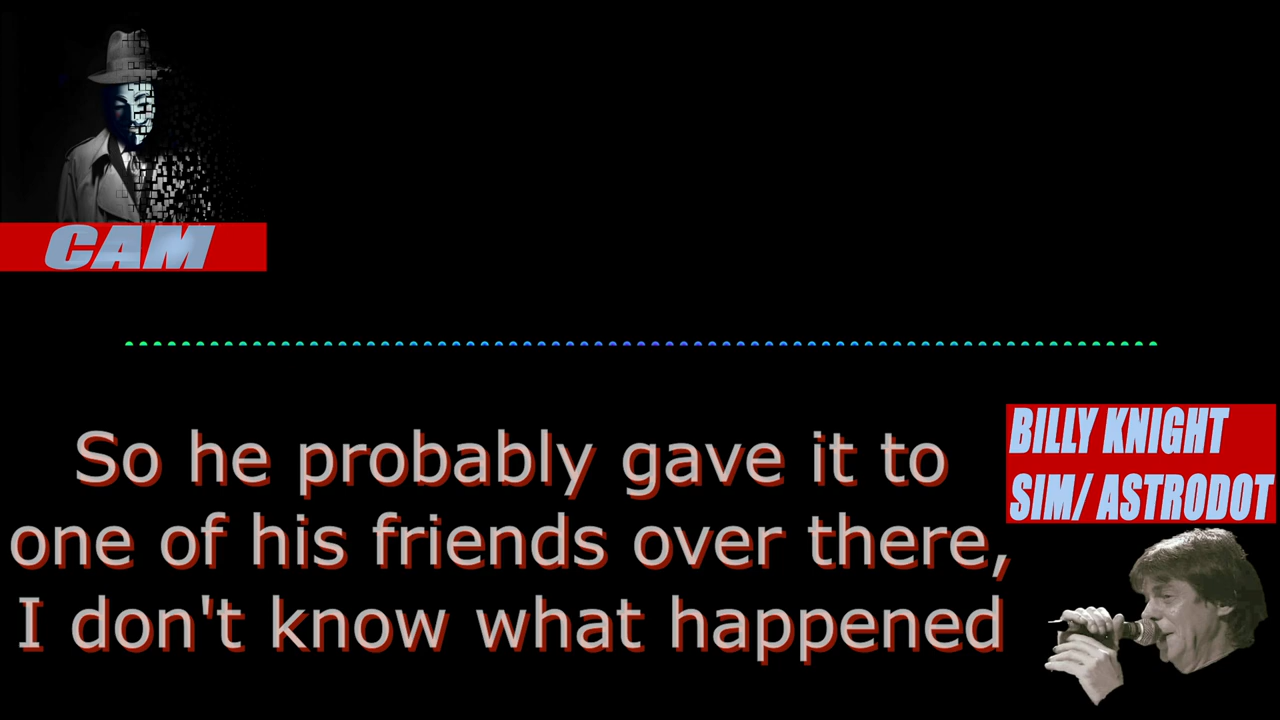 CAM
BILLY KNIGHT
SIM/ ASTRODOT
So he probably gave it to
one of his friends over there,
I don't know what happened